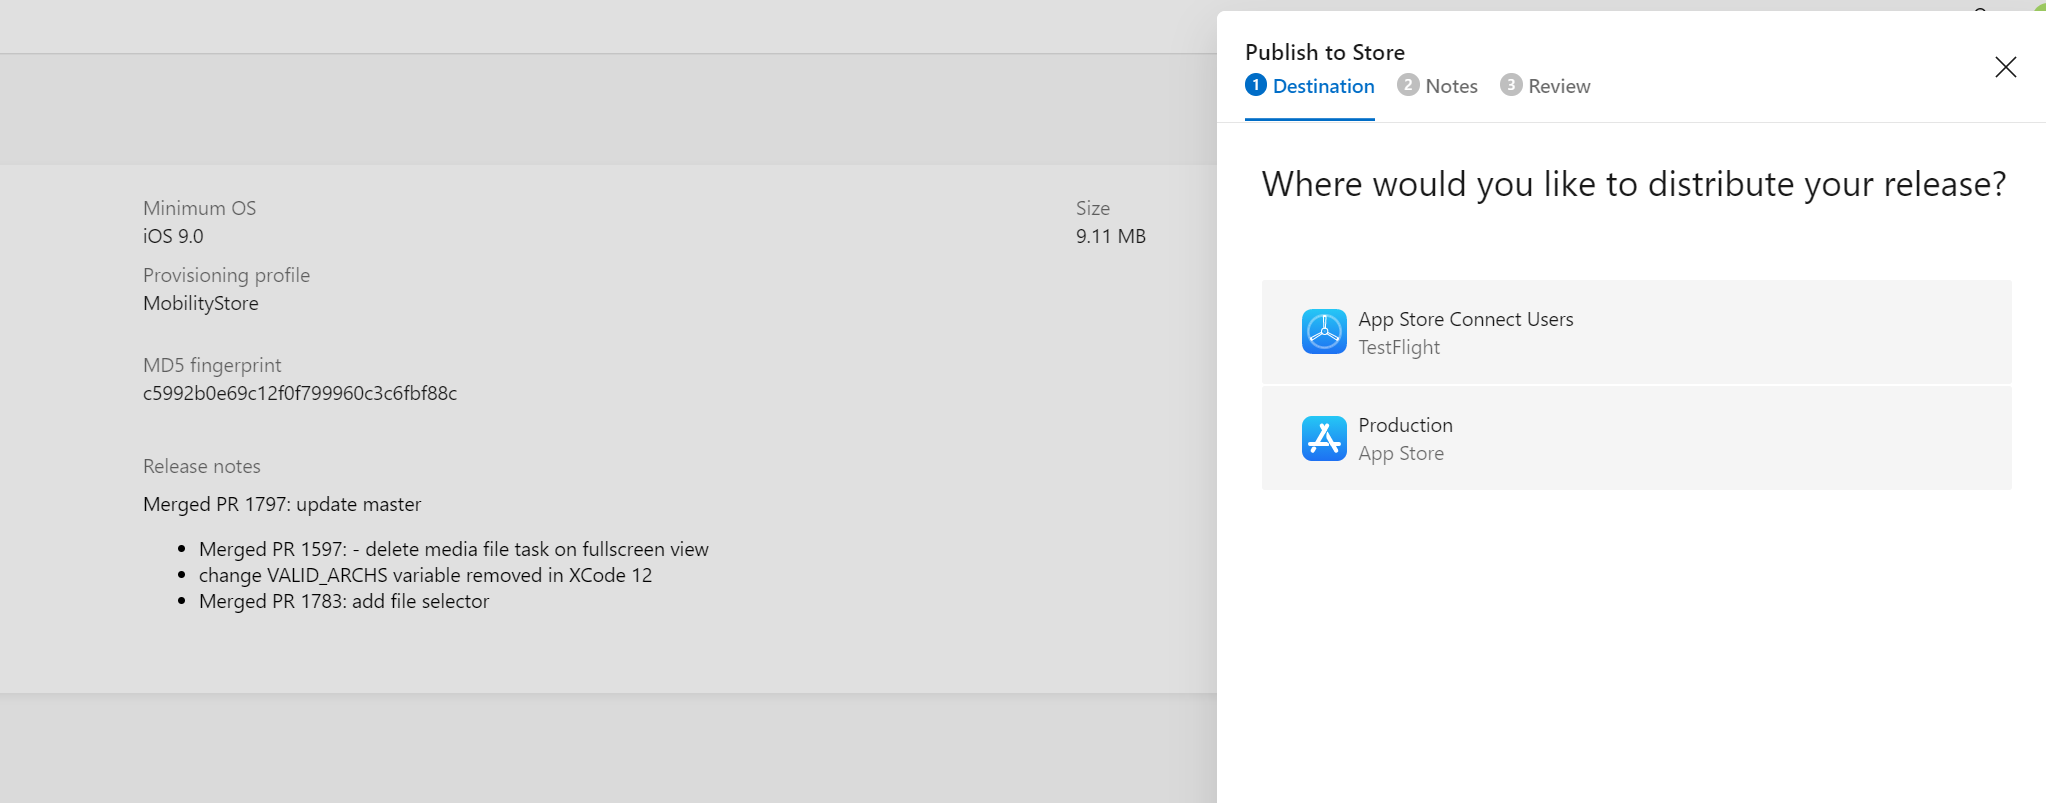 Minimum OS
iOS 9.0
Size
9.11 MB
Provisioning profile
MobilityStore
MD5 fingerprint
c5992b0e69c12f0f799960c3c6fbf88c
Release notes
Merged PR 1797: update master
• Merged PR 1597: - delete media file task on fullscreen view
• change VALID_ARCHS variable removed in XCode 12
• Merged PR 1783: add file selector
Publish to Store
1 Destination 2 Notes 3 Review
Where would you like to distribute your release?
App Store Connect Users
TestFlight
Production
App Store